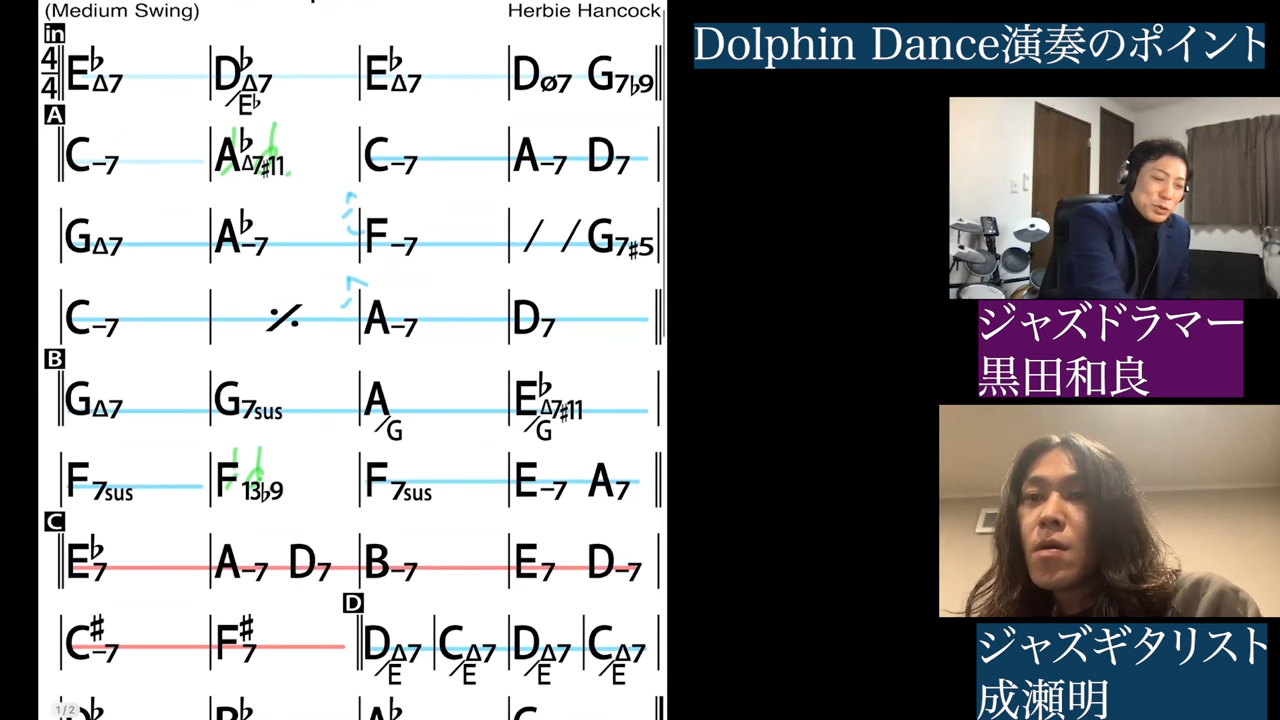 (Medium Swing) Herbie Hancock
in
4/4 E♭Δ7 D♭Δ7/E♭ E♭Δ7 Dø7 G7♭9
A
C-7 A♭Δ7♯11 C-7 A-7 D7
GΔ7 A♭-7 F-7 / / G7♯5
C-7 % A-7 D7
B
GΔ7 G7sus A/G E♭Δ7♯11/G
F7sus F13♭9 F7sus E-7 A7
C
E♭7 A-7 D7 B-7 E7 D-7
D
C♯-7 F♯7 DΔ7/E CΔ7/E DΔ7/E CΔ7/E
1/2
Dolphin Dance演奏のポイント
ジャズドラマー
黒田和良
ジャズギタリスト
成瀬明